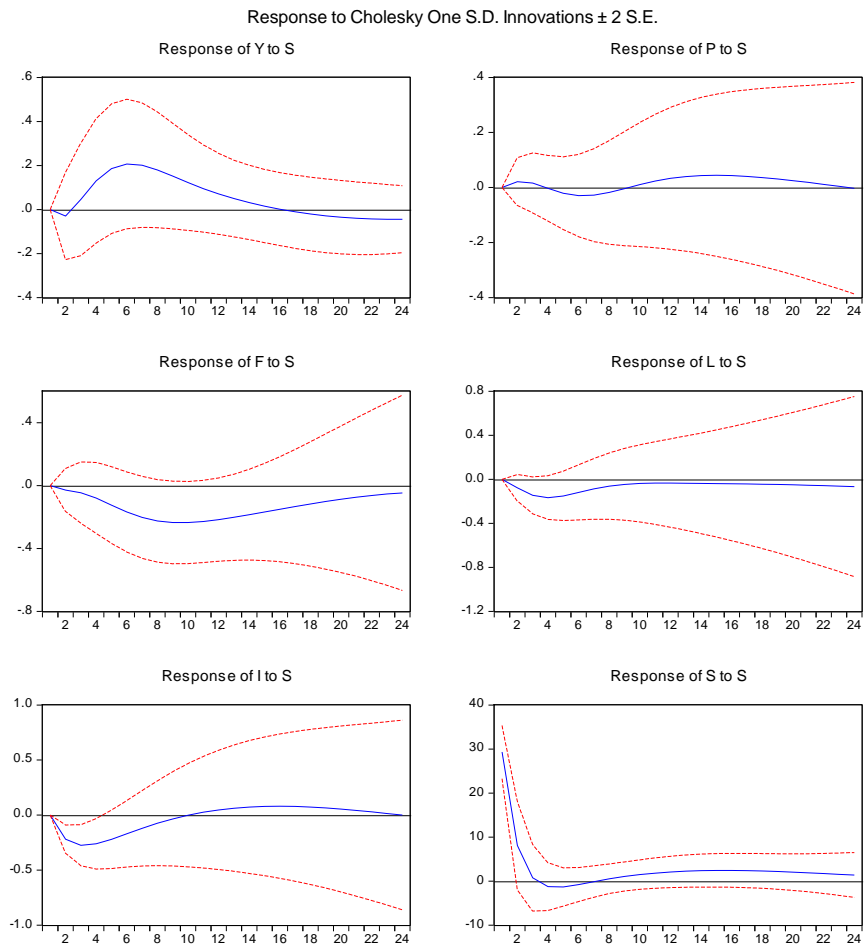 Response to Cholesky One S.D. Innovations ± 2 S.E.
Response of Y to S
.6
.4
.2
.0
-.2
-.4
2 4 6 8 10 12 14 16 18 20 22 24
Response of P to S
.4
.2
.0
-.2
-.4
2 4 6 8 10 12 14 16 18 20 22 24
Response of F to S
.4
.0
-.4
-.8
2 4 6 8 10 12 14 16 18 20 22 24
Response of L to S
0.8
0.4
0.0
-0.4
-0.8
-1.2
2 4 6 8 10 12 14 16 18 20 22 24
Response of I to S
1.0
0.5
0.0
-0.5
-1.0
2 4 6 8 10 12 14 16 18 20 22 24
Response of S to S
40
30
20
10
0
-10
2 4 6 8 10 12 14 16 18 20 22 24